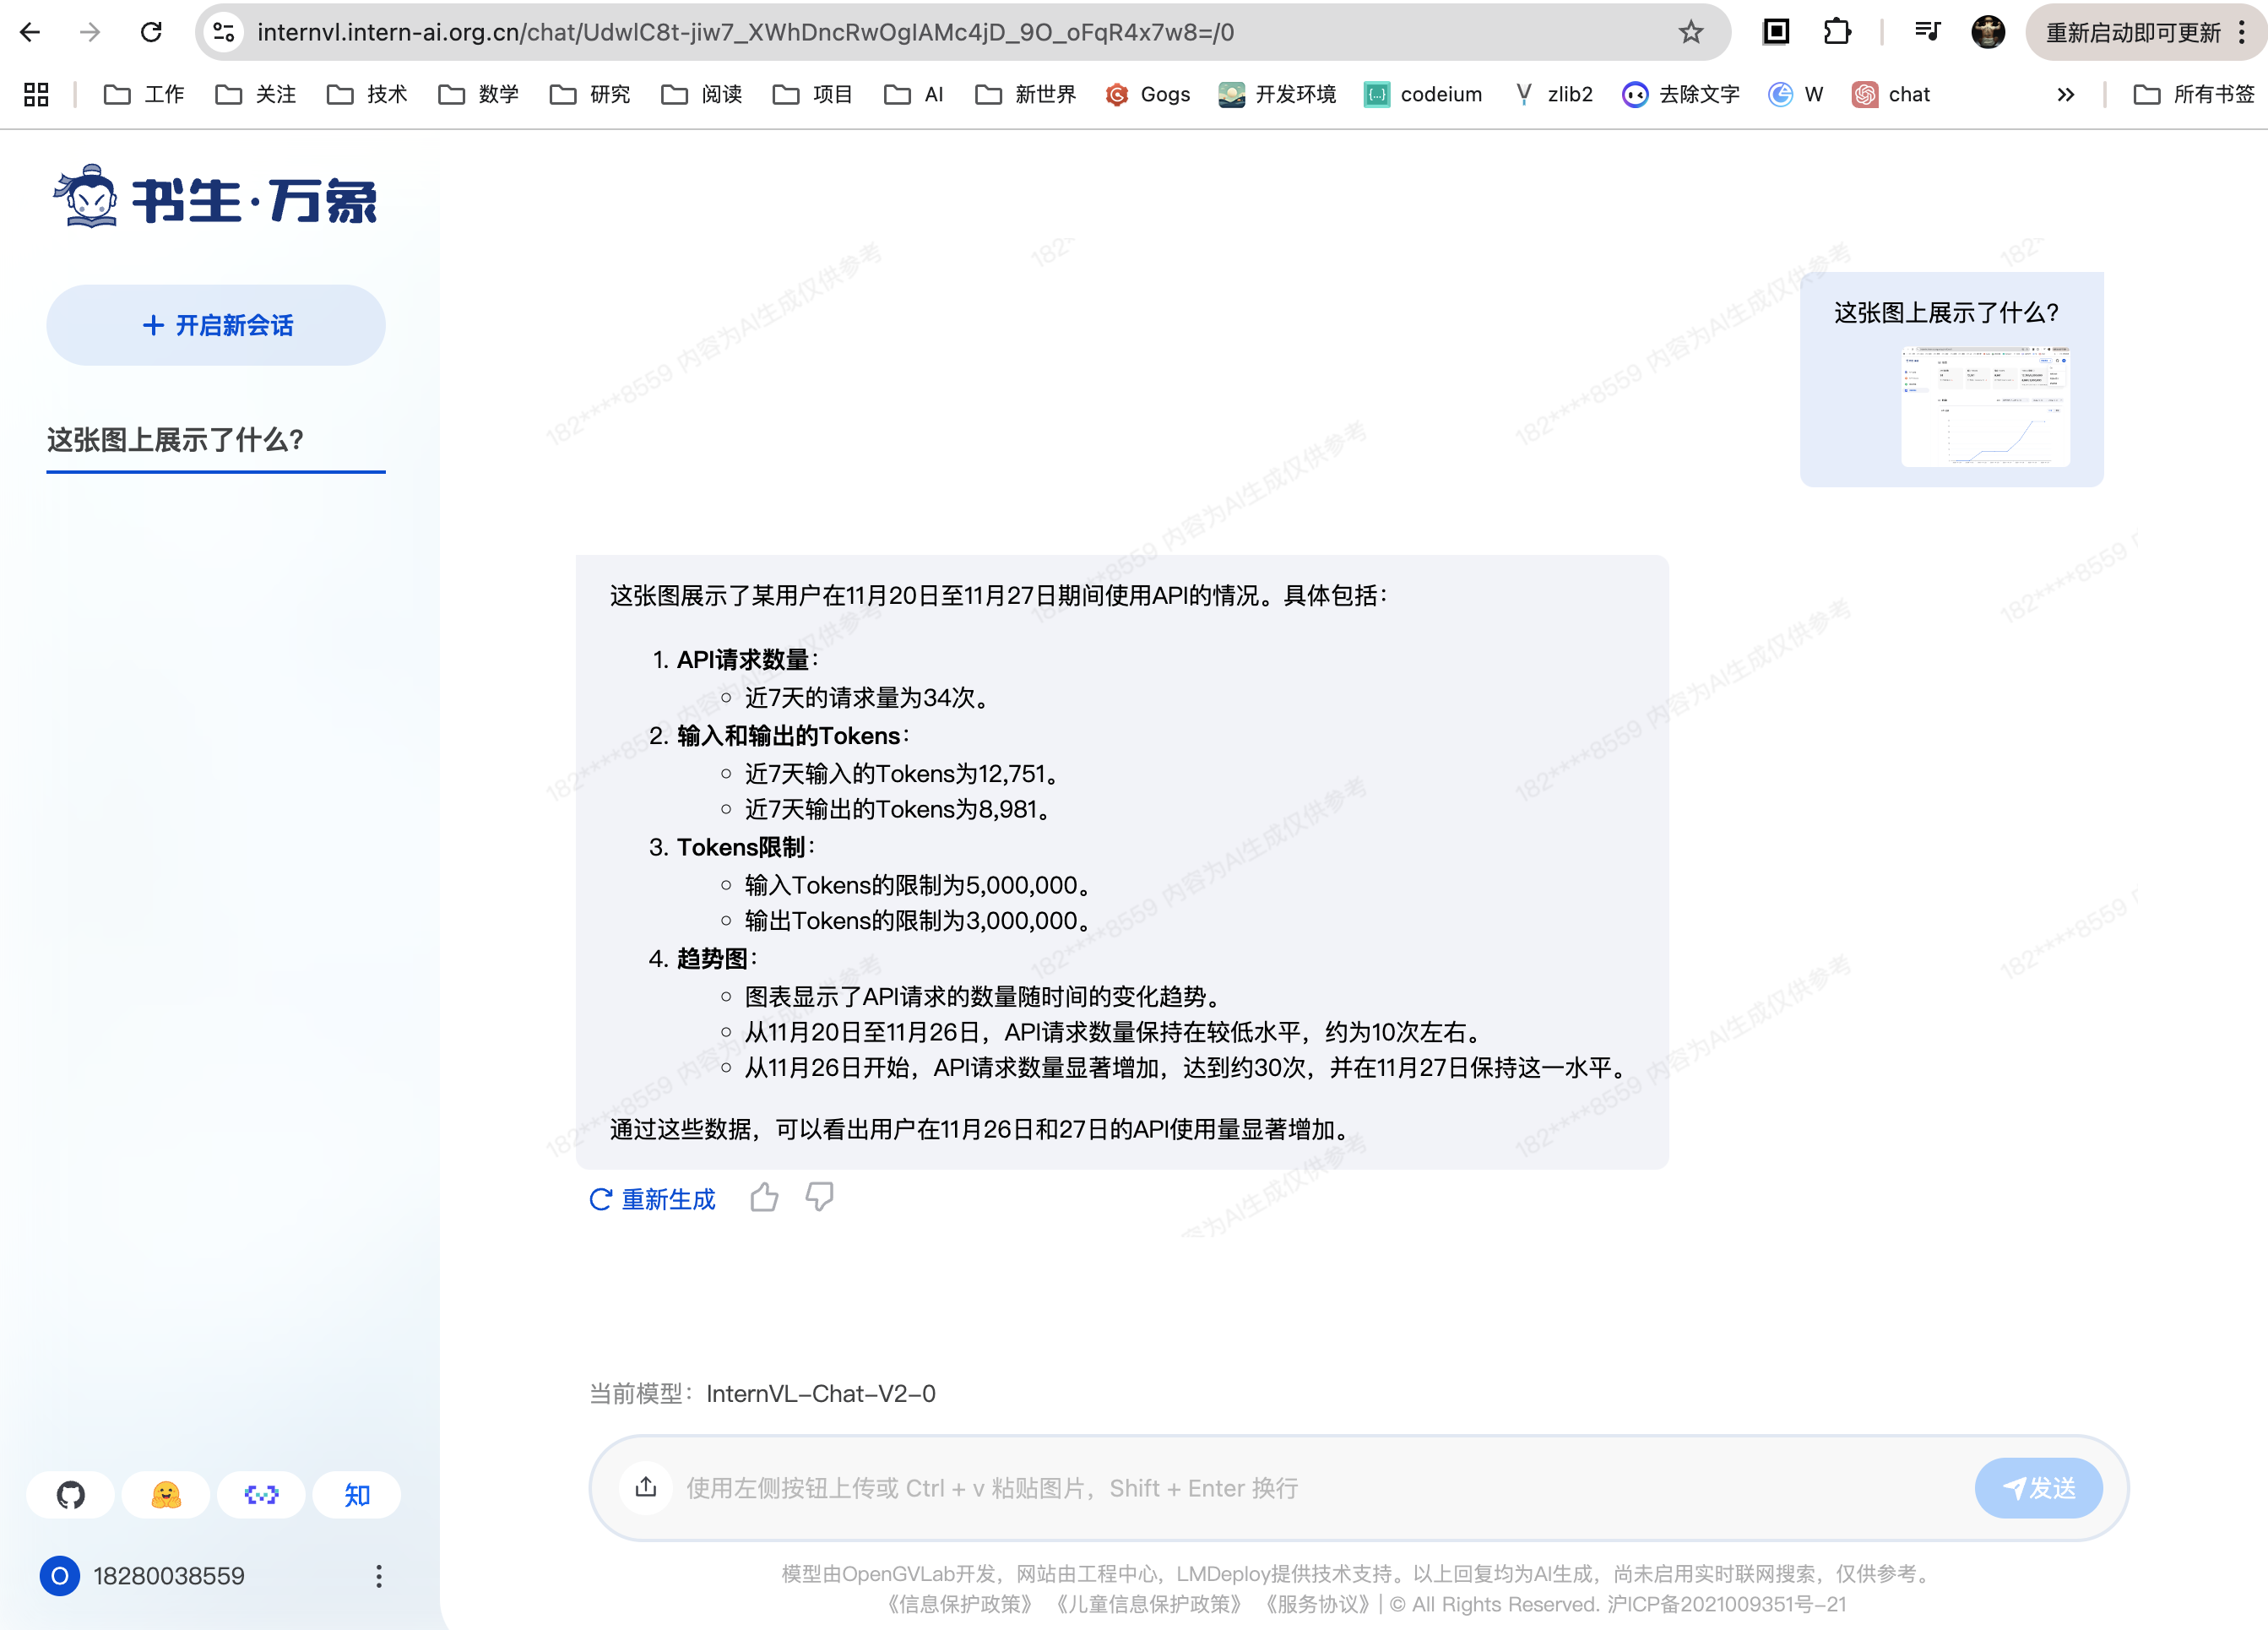 internvl.intern-ai.org.cn/chat/UdwlC8t-jiw7_XWhDncRwOgIAMc4jD_9O_oFqR4x7w8=/0
重新启动即可更新
工作 关注 技术 数学 研究 阅读 项目 AI 新世界 Gogs 开发环境 codeium zlib2 去除文字 W chat 所有书签
书生·万象
+ 开启新会话
这张图上展示了什么？
这张图上展示了什么？
这张图展示了某用户在11月20日至11月27日期间使用API的情况。具体包括：
1. API请求数量：
近7天的请求量为34次。
2. 输入和输出的Tokens：
近7天输入的Tokens为12,751。
近7天输出的Tokens为8,981。
3. Tokens限制：
输入Tokens的限制为5,000,000。
输出Tokens的限制为3,000,000。
4. 趋势图：
图表显示了API请求的数量随时间的变化趋势。
从11月20日至11月26日，API请求数量保持在较低水平，约为10次左右。
从11月26日开始，API请求数量显著增加，达到约30次，并在11月27日保持这一水平。
通过这些数据，可以看出用户在11月26日和27日的API使用量显著增加。
重新生成
182****8559 内容为AI生成仅供参考
当前模型：InternVL-Chat-V2-0
使用左侧按钮上传或 Ctrl + v 粘贴图片，Shift + Enter 换行
发送
知
O 18280038559
模型由OpenGVLab开发，网站由工程中心，LMDeploy提供技术支持。以上回复均为AI生成，尚未启用实时联网搜索，仅供参考。
《信息保护政策》 《儿童信息保护政策》 《服务协议》| © All Rights Reserved. 沪ICP备2021009351号-21